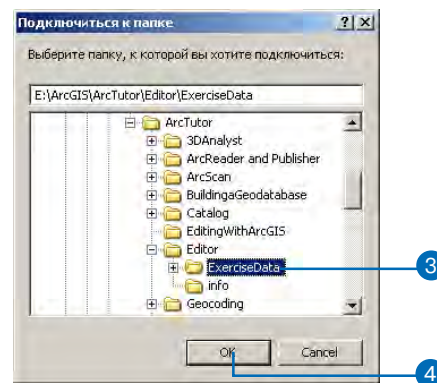 Подключиться к папке
Выберите папку, к которой вы хотите подключиться:
E:\ArcGIS\ArcTutor\Editor\ExerciseData
ArcTutor
3DAnalyst
ArcReader and Publisher
ArcScan
BuildingaGeodatabase
Catalog
EditingWithArcGIS
Editor
ExerciseData
3
info
Geocoding
OK Cancel
4